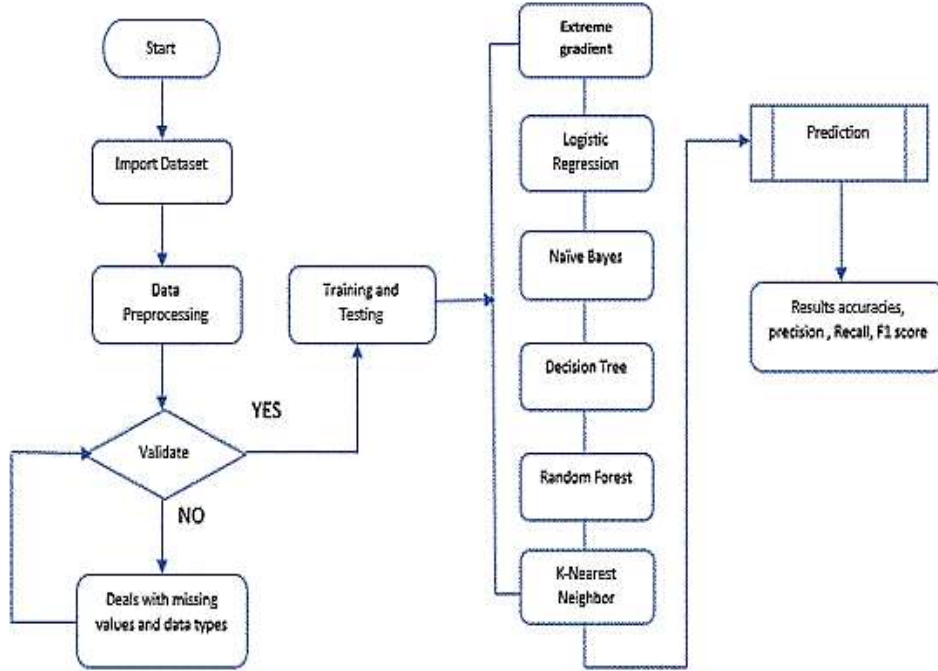 Start
Import Dataset
Data
Preprocessing
Validate
YES
NO
Deals with missing
values and data types
Training and
Testing
Extreme
gradient
Logistic
Regression
Naïve Bayes
Decision Tree
Random Forest
K-Nearest
Neighbor
Prediction
Results accuracies,
precision , Recall, F1 score